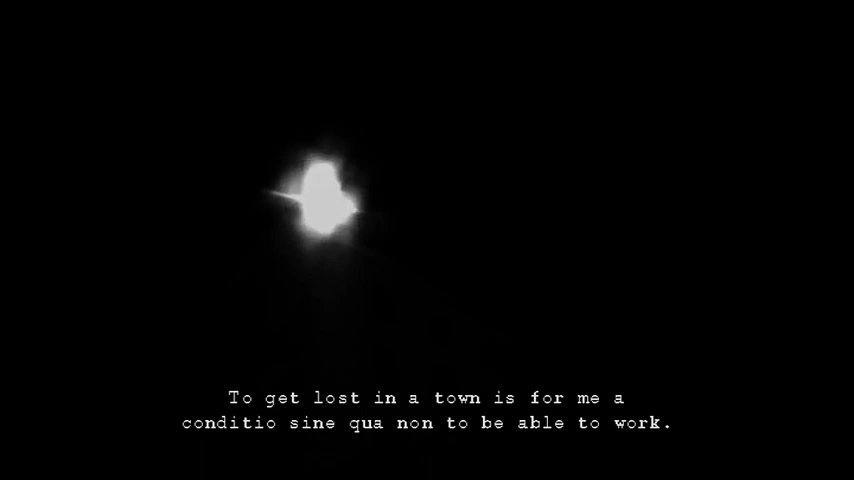 To get lost in a town is for me a
conditio sine qua non to be able to work.